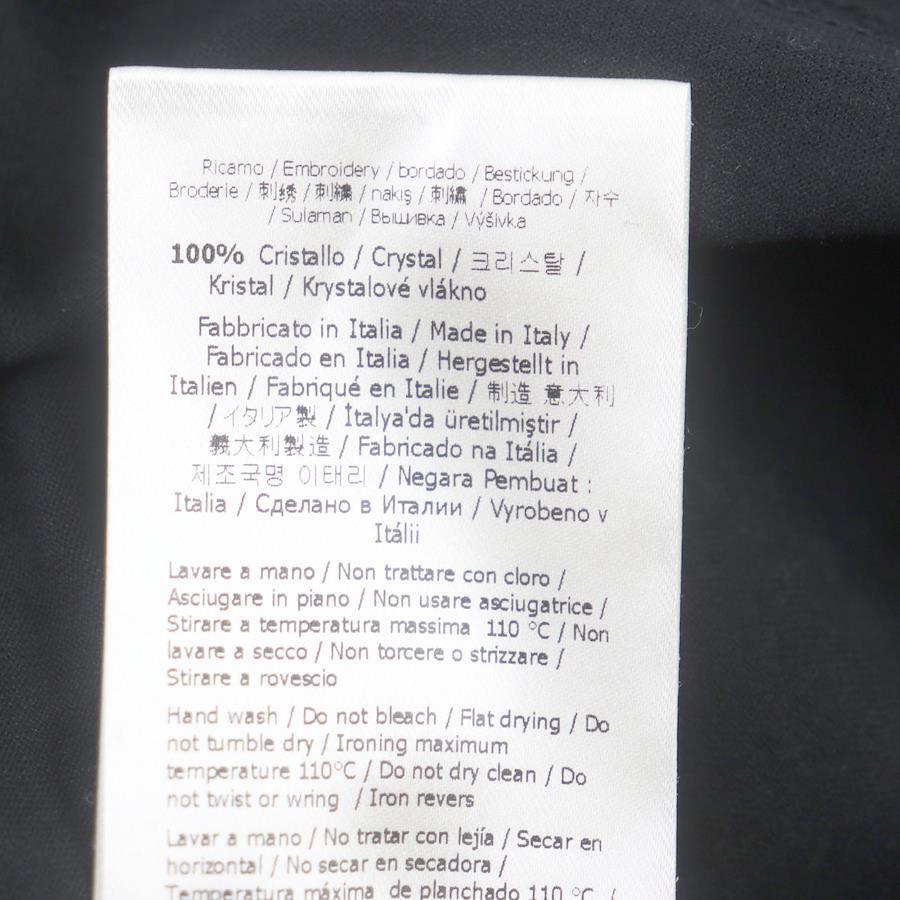 Ricamo / Embroidery / bordado / Bestickung /
Broderie / 刺绣 / 刺繍 / nakış / 刺繡 / Bordado / 자수
/ Sulaman / Вышивка / Výšivka
100% Cristallo / Crystal / 크리스탈 /
Kristal / Krystalové vlákno
Fabbricato in Italia / Made in Italy /
Fabricado en Italia / Hergestellt in
Italien / Fabriqué en Italie / 制造 意大利
/ イタリア製 / İtalya'da üretilmiştir /
義大利製造 / Fabricado na Itália /
제조국명 이태리 / Negara Pembuat :
Italia / Сделано в Италии / Vyrobeno v
Itálii
Lavare a mano / Non trattare con cloro /
Asciugare in piano / Non usare asciugatrice /
Stirare a temperatura massima 110 °C / Non
lavare a secco / Non torcere o strizzare /
Stirare a rovescio
Hand wash / Do not bleach / Flat drying / Do
not tumble dry / Ironing maximum
temperature 110°C / Do not dry clean / Do
not twist or wring / Iron revers
Lavar a mano / No tratar con lejía / Secar en
horizontal / No secar en secadora /
Temperatura máxima de planchado 110 °C /